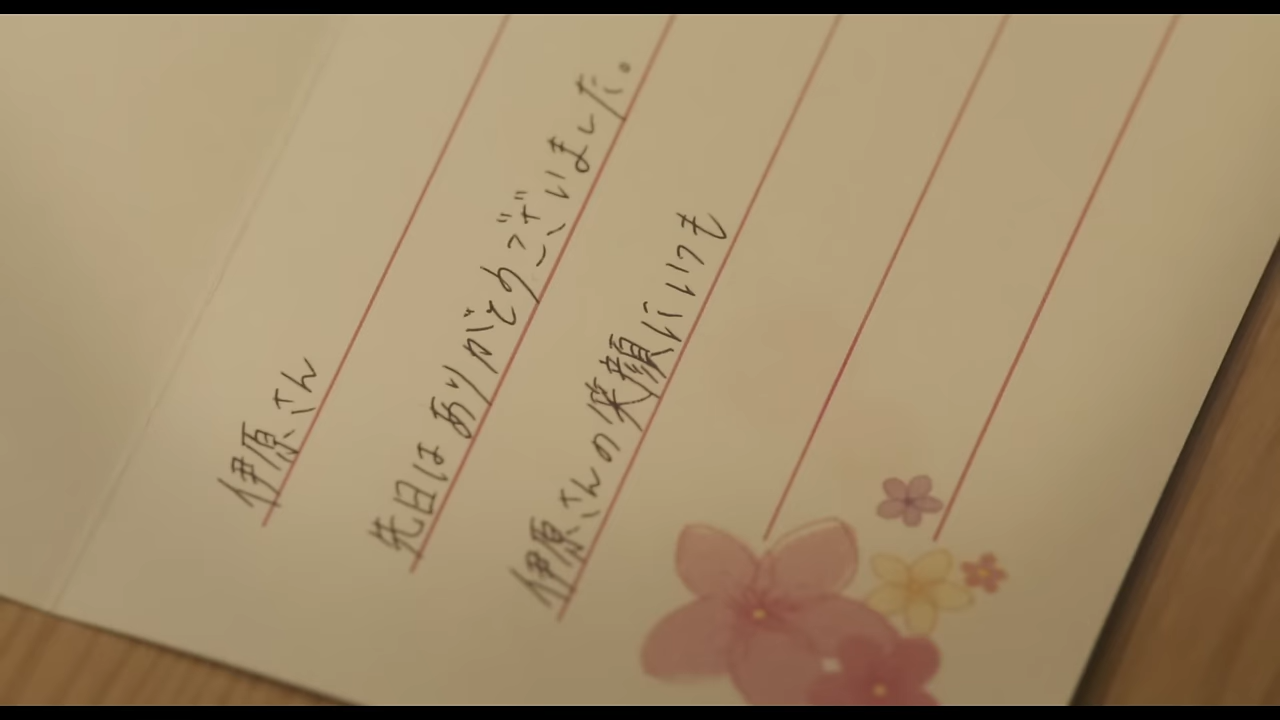 伊原さん
先日はありがとうございました。
伊原さんの笑顔にいつも